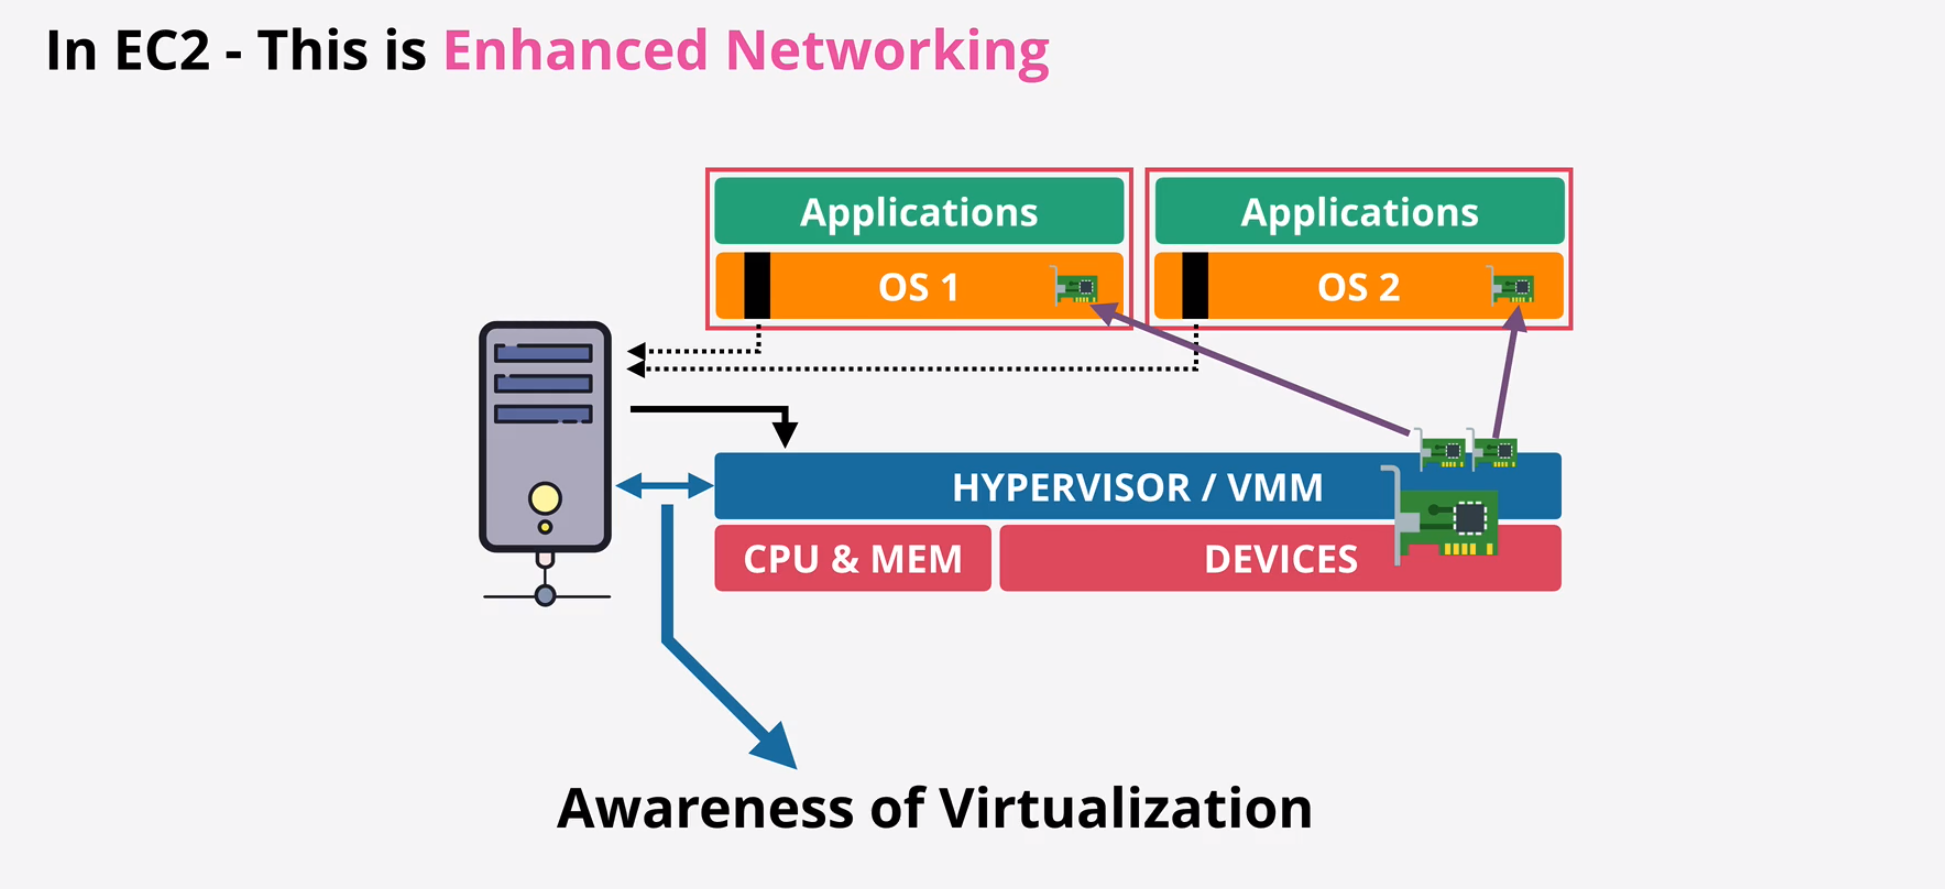 In EC2 - This is Enhanced Networking
Applications
Applications
OS 1
OS 2
HYPERVISOR / VMM
CPU & MEM
DEVICES
Awareness of Virtualization